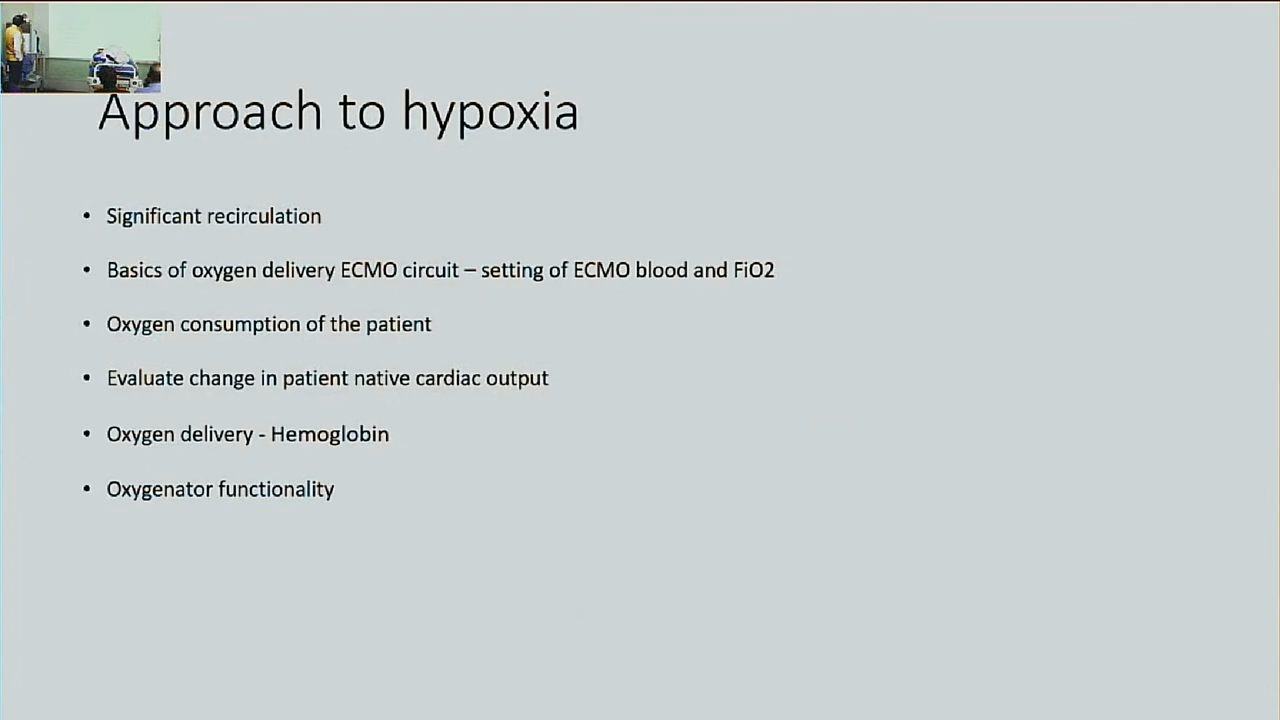 Approach to hypoxia
• Significant recirculation
• Basics of oxygen delivery ECMO circuit – setting of ECMO blood and FiO2
• Oxygen consumption of the patient
• Evaluate change in patient native cardiac output
• Oxygen delivery - Hemoglobin
• Oxygenator functionality